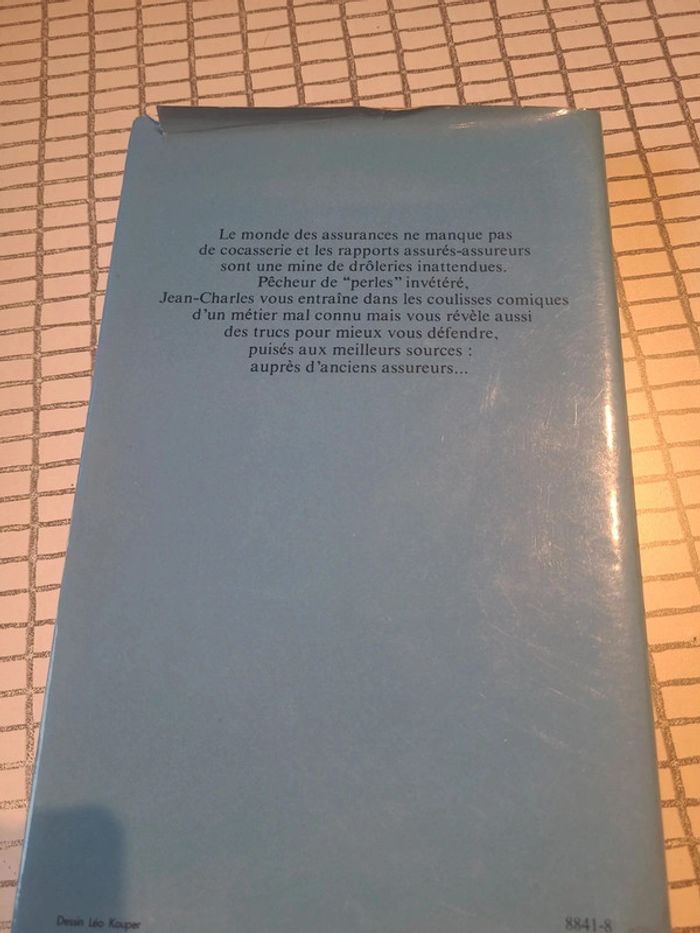 Le monde des assurances ne manque pas
de cocasserie et les rapports assurés-assureurs
sont une mine de drôleries inattendues.
Pêcheur de "perles" invétéré,
Jean-Charles vous entraîne dans les coulisses comiques
d'un métier mal connu mais vous révèle aussi
des trucs pour mieux vous défendre,
puisés aux meilleurs sources :
auprès d'anciens assureurs...
Dessin Léo Kouper
8841-8